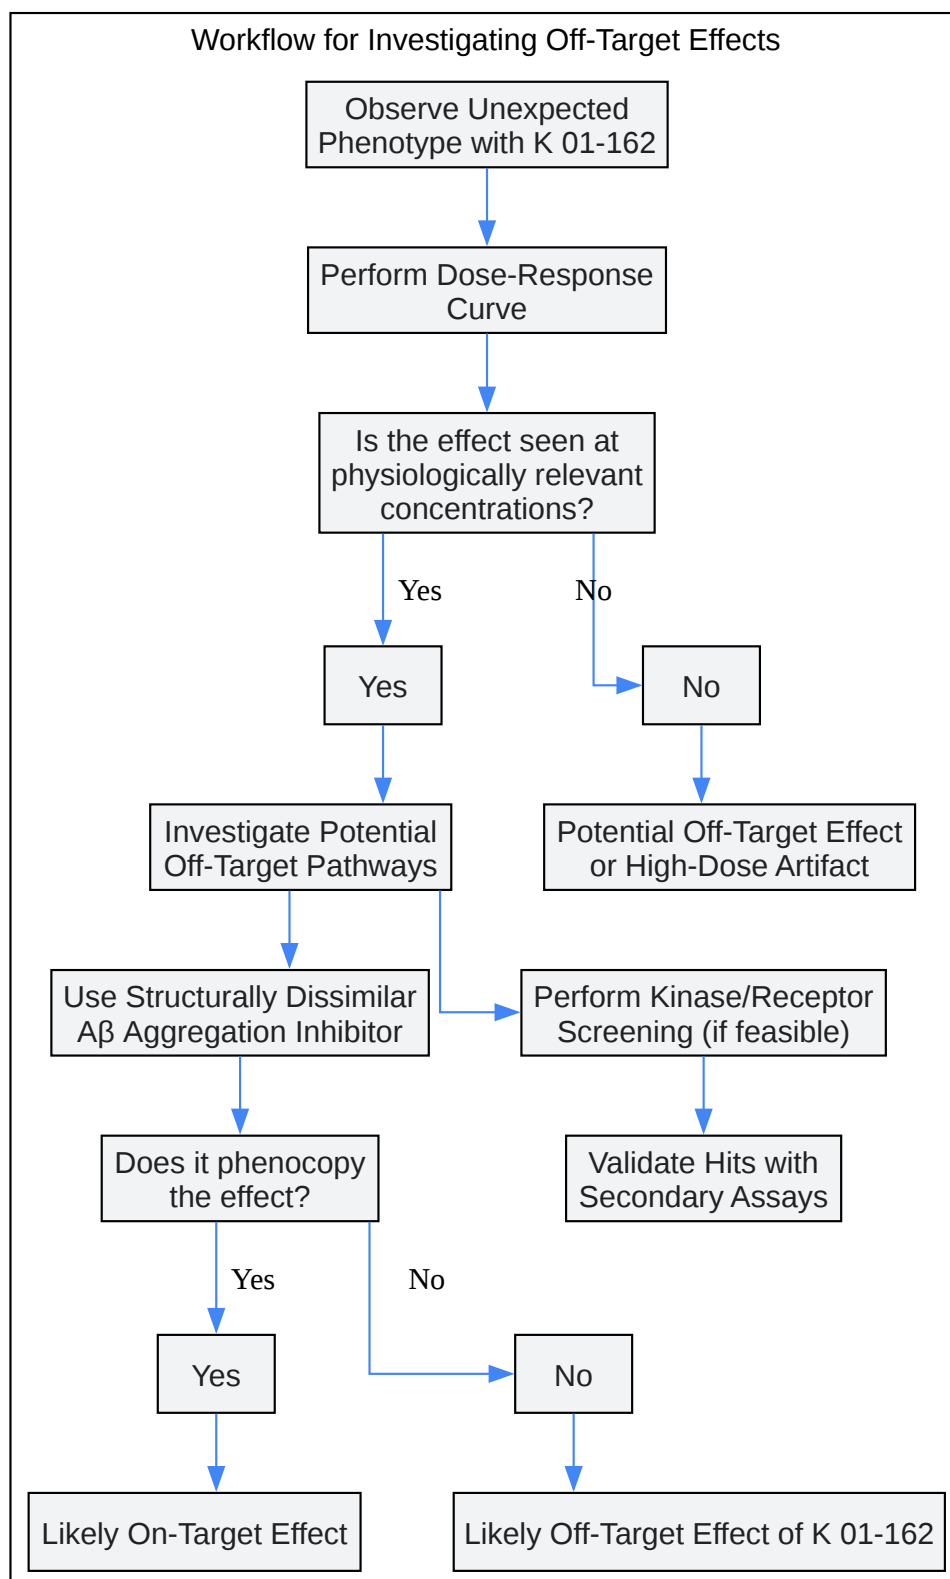 Workflow for Investigating Off-Target Effects
Observe Unexpected
Phenotype with K 01-162
Perform Dose-Response
Curve
Is the effect seen at
physiologically relevant
concentrations?
Yes
No
Yes
No
Investigate Potential
Off-Target Pathways
Potential Off-Target Effect
or High-Dose Artifact
Use Structurally Dissimilar
Aβ Aggregation Inhibitor
Perform Kinase/Receptor
Screening (if feasible)
Does it phenocopy
the effect?
Validate Hits with
Secondary Assays
Yes
No
Yes
No
Likely On-Target Effect
Likely Off-Target Effect of K 01-162